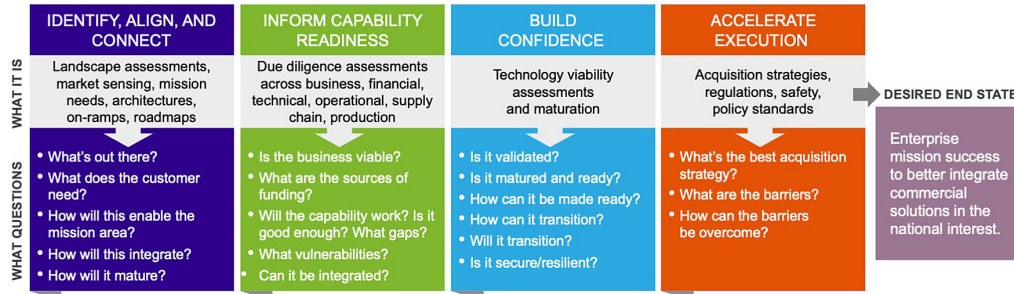 IDENTIFY, ALIGN, AND
CONNECT
INFORM CAPABILITY
READINESS
BUILD
CONFIDENCE
ACCELERATE
EXECUTION
WHAT IT IS
Landscape assessments,
market sensing, mission
needs, architectures,
on-ramps, roadmaps
Due diligence assessments
across business, financial,
technical, operational, supply
chain, production
Technology viability
assessments
and maturation
Acquisition strategies,
regulations, safety,
policy standards
WHAT QUESTIONS
• What's out there?
• What does the customer
need?
• How will this enable the
mission area?
• How will this integrate?
• How will it mature?
• Is the business viable?
• What are the sources of
funding?
• Will the capability work? Is it
good enough? What gaps?
• What vulnerabilities?
• Can it be integrated?
• Is it validated?
• Is it matured and ready?
• How can it be made ready?
• How can it transition?
• Will it transition?
• Is it secure/resilient?
• What's the best acquisition
strategy?
• What are the barriers?
• How can the barriers
be overcome?
DESIRED END STATE
Enterprise
mission success
to better integrate
commercial
solutions in the
national interest.